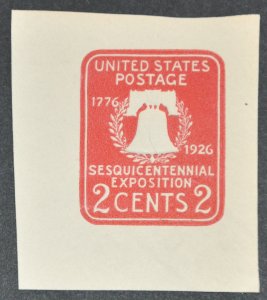 UNITED STATES
POSTAGE
1776
1926
SESQUICENTENNIAL
EXPOSITION
2 CENTS 2